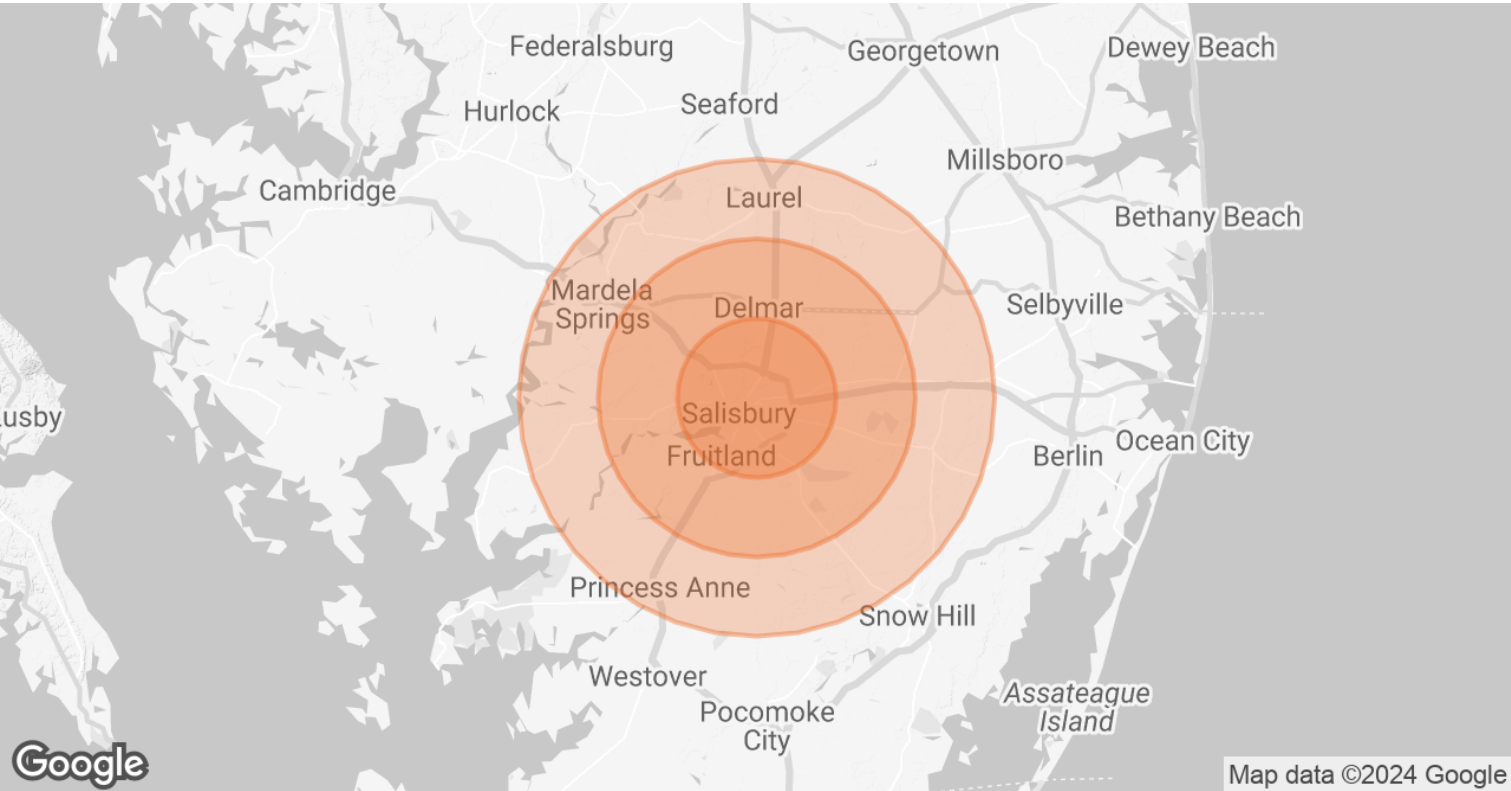 Federalsburg
Georgetown
Dewey Beach
Hurlock
Seaford
Millsboro
Cambridge
Laurel
Bethany Beach
Mardela
Springs
Delmar
Selbyville
usby
Salisbury
Ocean City
Fruitland
Berlin
Princess Anne
Snow Hill
Westover
Assateague
Island
Pocomoke
City
Google
Map data ©2024 Google